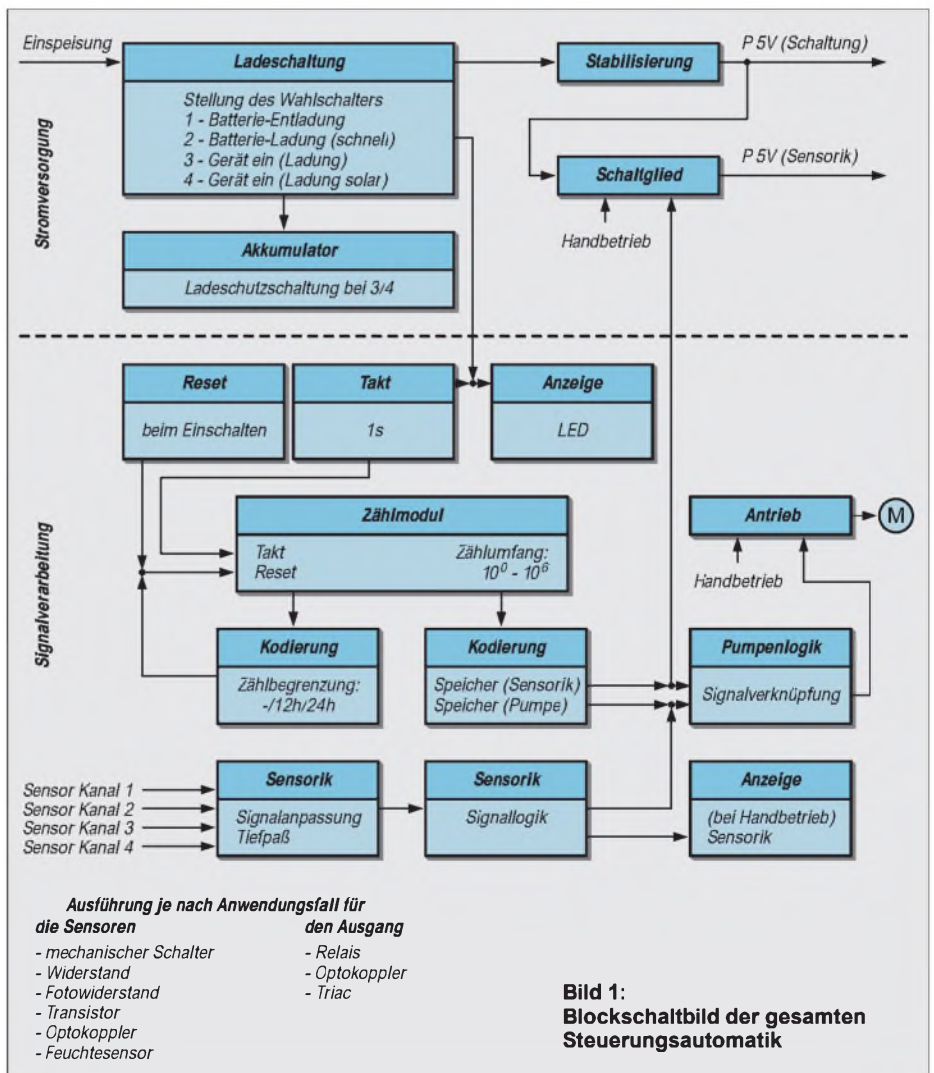 Einspeisung
Ladeschaltung
Stellung des Wahlschalters
1 - Batterie-Entladung
2 - Batterie-Ladung (schnell)
3 - Gerät ein (Ladung)
4 - Gerät ein (Ladung solar)
Stabilisierung
P 5V (Schaltung)
Schaltglied
P 5V (Sensorik)
Handbetrieb
Stromversorgung
Akkumulator
Ladeschutzschaltung bei 3/4
Reset
beim Einschalten
Takt
1s
Anzeige
LED
Signalverarbeitung
Zählmodul
Takt Zählumfang:
Reset 10⁰ - 10⁶
Antrieb
M
Handbetrieb
Kodierung
Zählbegrenzung:
-/12h/24h
Kodierung
Speicher (Sensorik)
Speicher (Pumpe)
Pumpenlogik
Signalverknüpfung
Sensor Kanal 1
Sensor Kanal 2
Sensor Kanal 3
Sensor Kanal 4
Sensorik
Signalanpassung
Tiefpaß
Sensorik
Signallogik
Anzeige
(bei Handbetrieb)
Sensorik
Ausführung je nach Anwendungsfall für
die Sensoren
- mechanischer Schalter
- Widerstand
- Fotowiderstand
- Transistor
- Optokoppler
- Feuchtesensor
den Ausgang
- Relais
- Optokoppler
- Triac
Bild 1:
Blockschaltbild der gesamten
Steuerungsautomatik